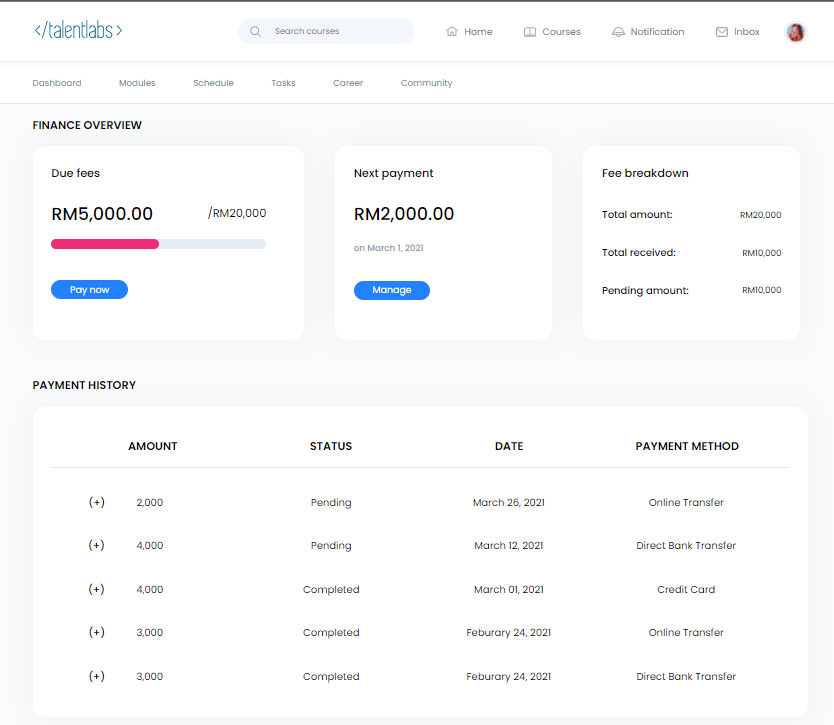 </talentlabs>
Search courses
Home
Courses
Notification
Inbox
Dashboard
Modules
Schedule
Tasks
Career
Community
FINANCE OVERVIEW
Due fees
RM5,000.00 /RM20,000
Pay now
Next payment
RM2,000.00
on March 1, 2021
Manage
Fee breakdown
Total amount: RM20,000
Total received: RM10,000
Pending amount: RM10,000
PAYMENT HISTORY
AMOUNT STATUS DATE PAYMENT METHOD
(+) 2,000 Pending March 26, 2021 Online Transfer
(+) 4,000 Pending March 12, 2021 Direct Bank Transfer
(+) 4,000 Completed March 01, 2021 Credit Card
(+) 3,000 Completed Feburary 24, 2021 Online Transfer
(+) 3,000 Completed Feburary 24, 2021 Direct Bank Transfer